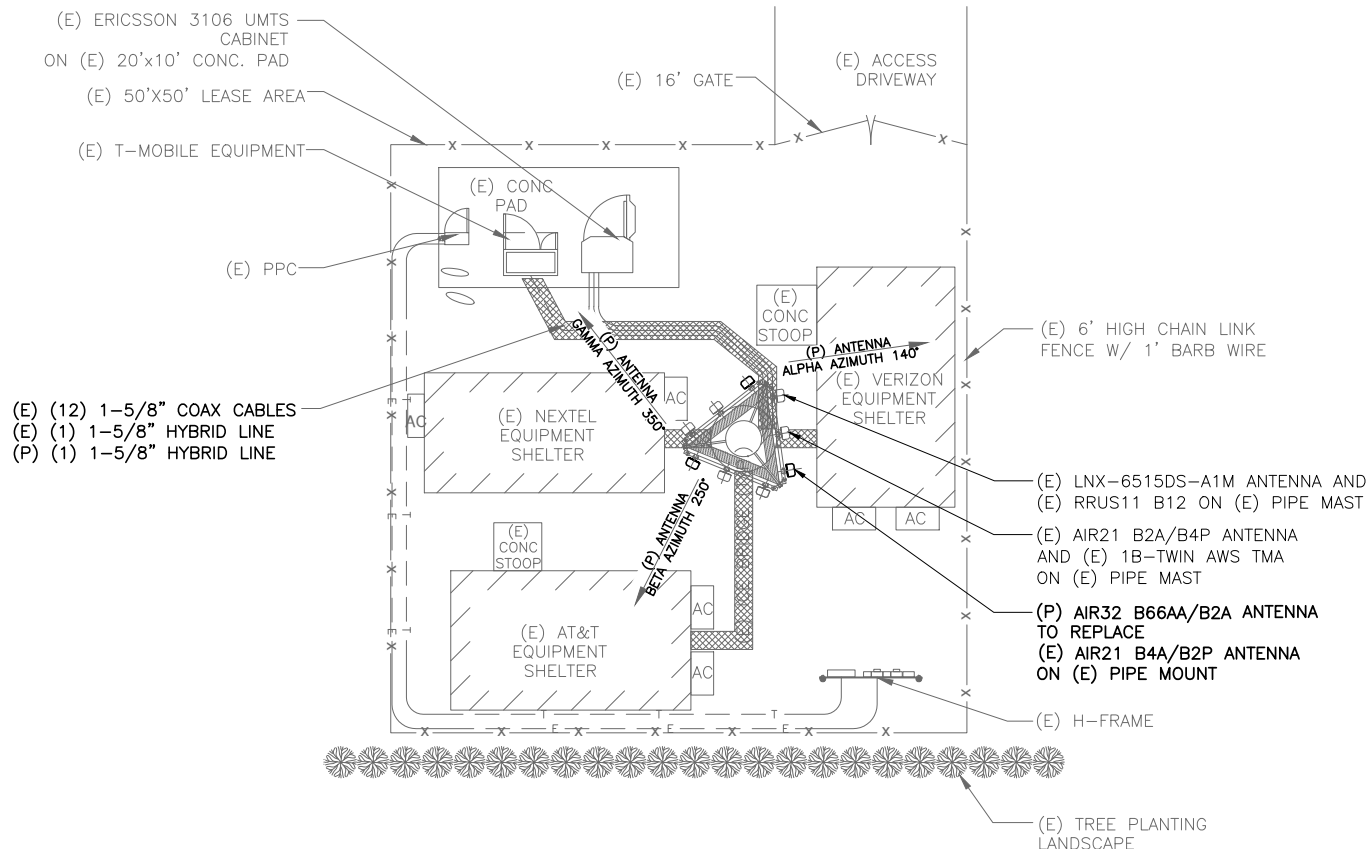 (E) ERICSSON 3106 UMTS
CABINET
ON (E) 20'x10' CONC. PAD
(E) 50'X50' LEASE AREA
(E) T-MOBILE EQUIPMENT
(E) PPC
(E) 16' GATE
(E) ACCESS
DRIVEWAY
(E) CONC
PAD
(E)
CONC
STOOP
(P) ANTENNA
GAMMA AZIMUTH 350°
(P) ANTENNA
ALPHA AZIMUTH 140°
(E) 6' HIGH CHAIN LINK
FENCE W/ 1' BARB WIRE
(E) VERIZON
EQUIPMENT
SHELTER
AC
AC
(E) NEXTEL
EQUIPMENT
SHELTER
AC
AC
(E) (12) 1-5/8" COAX CABLES
(E) (1) 1-5/8" HYBRID LINE
(P) (1) 1-5/8" HYBRID LINE
(E) LNX-6515DS-A1M ANTENNA AND
(E) RRUS11 B12 ON (E) PIPE MAST
(P) ANTENNA
BETA AZIMUTH 250°
(E)
CONC
STOOP
(E) AIR21 B2A/B4P ANTENNA
AND (E) 1B-TWIN AWS TMA
ON (E) PIPE MAST
(E) AT&T
EQUIPMENT
SHELTER
AC
AC
(P) AIR32 B66AA/B2A ANTENNA
TO REPLACE
(E) AIR21 B4A/B2P ANTENNA
ON (E) PIPE MOUNT
(E) H-FRAME
(E) TREE PLANTING
LANDSCAPE